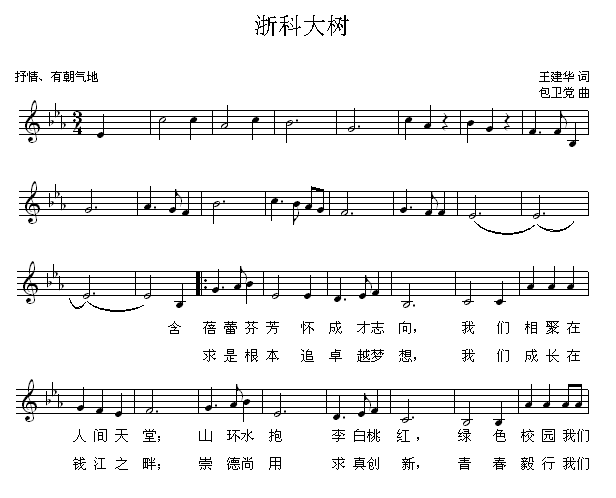 浙科大树
抒情、有朝气地
王建华 词
包卫党 曲
3
4
含 蓓蕾芬芳 怀成才志向， 我们相聚在
求是根本 追卓越梦想， 我们成长在
人间天堂； 山环水抱 李白桃红， 绿色校园我们
钱江之畔； 崇德尚用 求真创新， 青春毅行我们